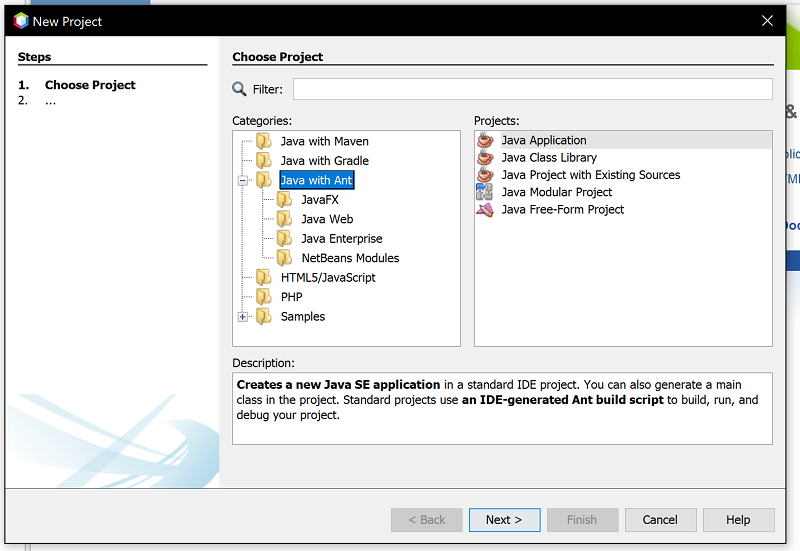 New Project
Steps
1. Choose Project
2. ...
Choose Project
Filter:
Categories:
Java with Maven
Java with Gradle
Java with Ant
JavaFX
Java Web
Java Enterprise
NetBeans Modules
HTML5/JavaScript
PHP
Samples
Projects:
Java Application
Java Class Library
Java Project with Existing Sources
Java Modular Project
Java Free-Form Project
Description:
Creates a new Java SE application in a standard IDE project. You can also generate a main
class in the project. Standard projects use an IDE-generated Ant build script to build, run, and
debug your project.
< Back
Next >
Finish
Cancel
Help
&